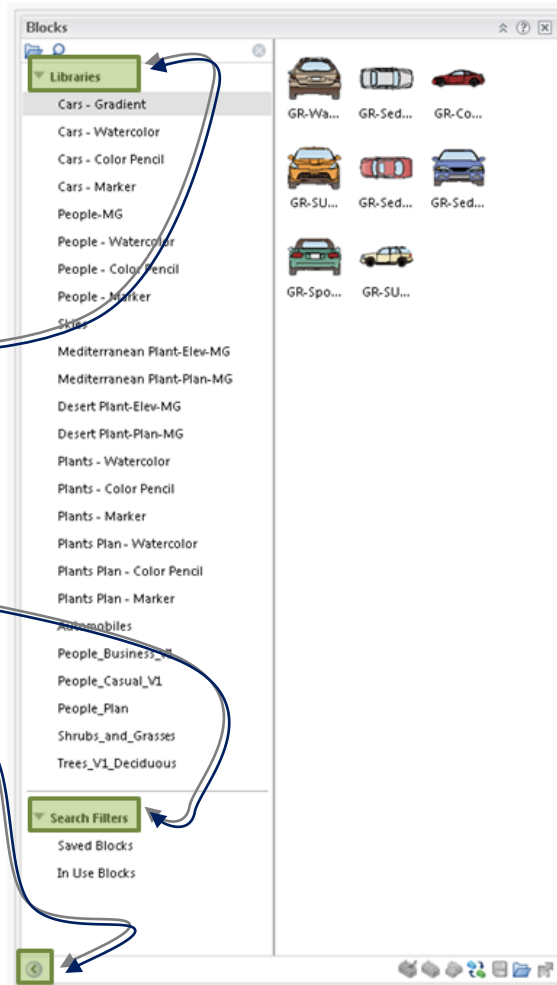 Blocks
Libraries
Cars - Gradient
Cars - Watercolor
Cars - Color Pencil
Cars - Marker
People-MG
People - Watercolor
People - Color Pencil
People - Marker
Skies
Mediterranean Plant-Elev-MG
Mediterranean Plant-Plan-MG
Desert Plant-Elev-MG
Desert Plant-Plan-MG
Plants - Watercolor
Plants - Color Pencil
Plants - Marker
Plants Plan - Watercolor
Plants Plan - Color Pencil
Plants Plan - Marker
Automobiles
People_Business_V1
People_Casual_V1
People_Plan
Shrubs_and_Grasses
Trees_V1_Deciduous
Search Filters
Saved Blocks
In Use Blocks
GR-Wa... GR-Sed... GR-Co...
GR-SU... GR-Sed... GR-Sed...
GR-Spo... GR-SU...